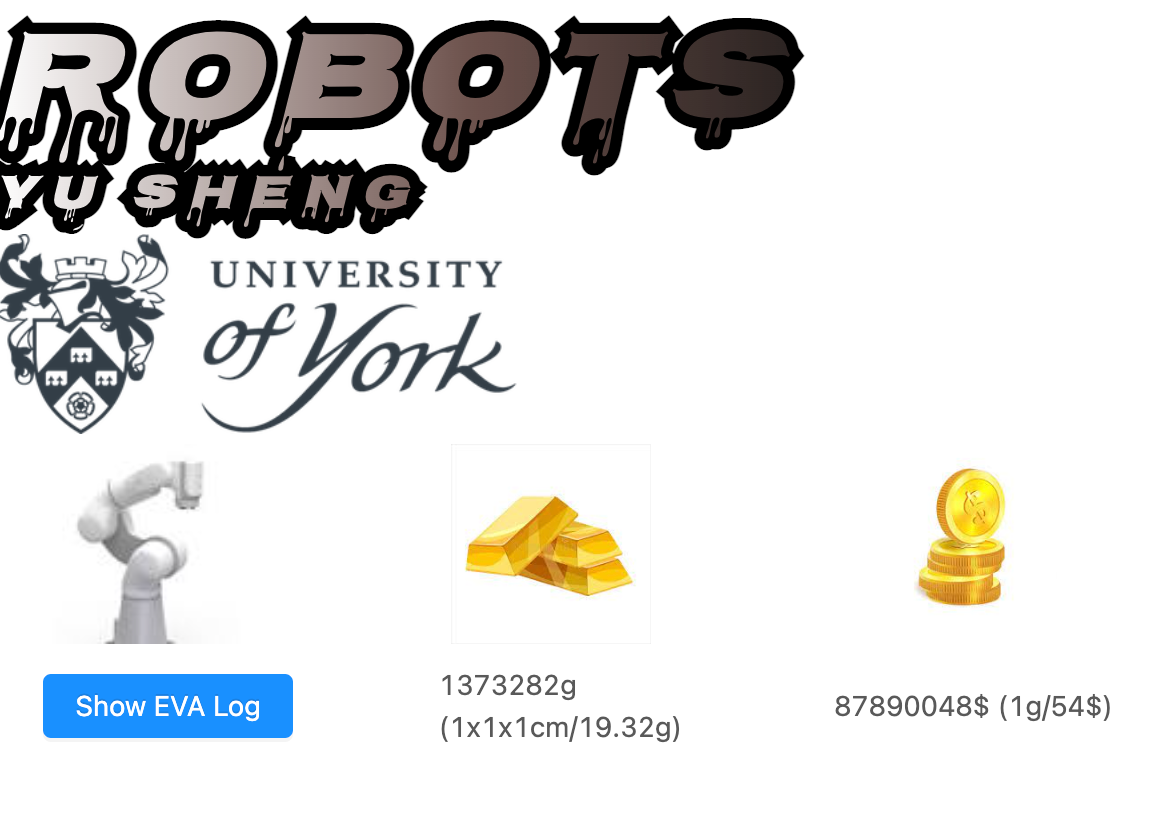 ROBOTS
YU SHENG
UNIVERSITY
of York
Show EVA Log
1373282g
(1x1x1cm/19.32g)
87890048$ (1g/54$)